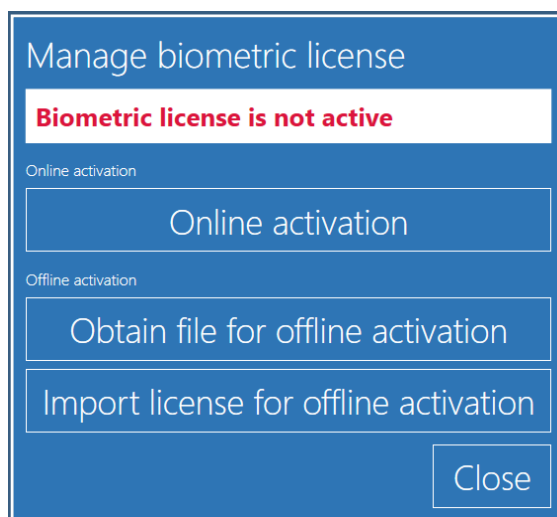 Manage biometric license
Biometric license is not active
Online activation
Online activation
Offline activation
Obtain file for offline activation
Import license for offline activation
Close